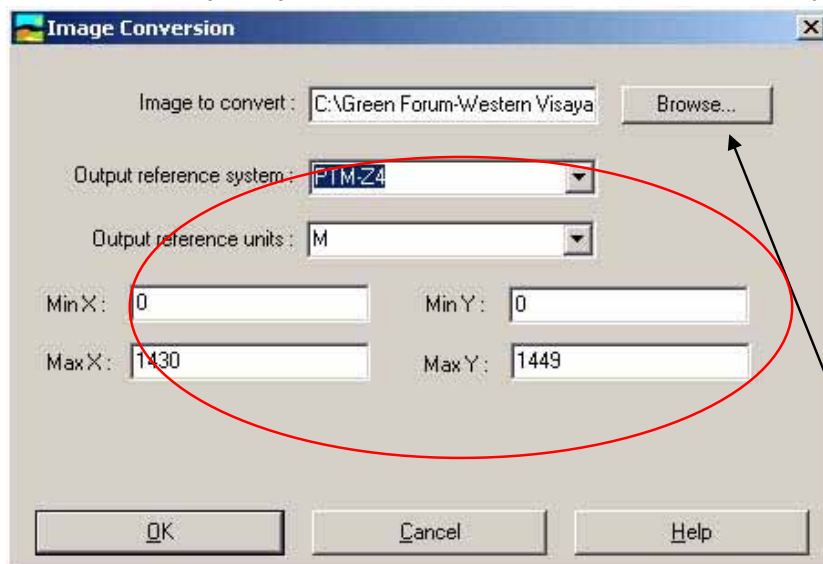 Image Conversion
Image to convert : C:\Green Forum-Western Visaya Browse...
Output reference system : PTM-Z4
Output reference units : M
Min X : 0 Min Y : 0
Max X : 1430 Max Y : 1449
OK Cancel Help